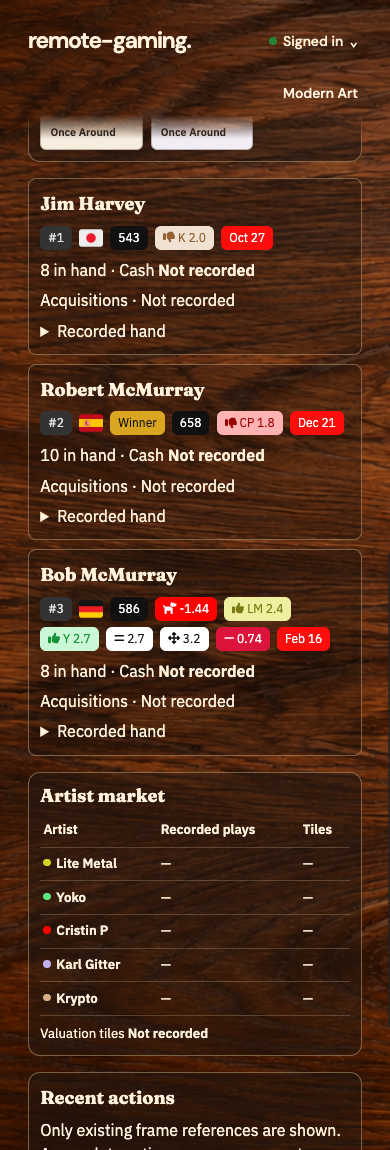 remote-gaming.
Signed in
Modern Art
Once Around Once Around
Jim Harvey
#1 543 K 2.0 Oct 27
8 in hand · Cash Not recorded
Acquisitions · Not recorded
Recorded hand
Robert McMurray
#2 Winner 658 CP 1.8 Dec 21
10 in hand · Cash Not recorded
Acquisitions · Not recorded
Recorded hand
Bob McMurray
#3 586 -1.44 LM 2.4
Y 2.7 2.7 3.2 0.74 Feb 16
8 in hand · Cash Not recorded
Acquisitions · Not recorded
Recorded hand
Artist market
Artist Recorded plays Tiles
Lite Metal — —
Yoko — —
Cristin P — —
Karl Gitter — —
Krypto — —
Valuation tiles Not recorded
Recent actions
Only existing frame references are shown.